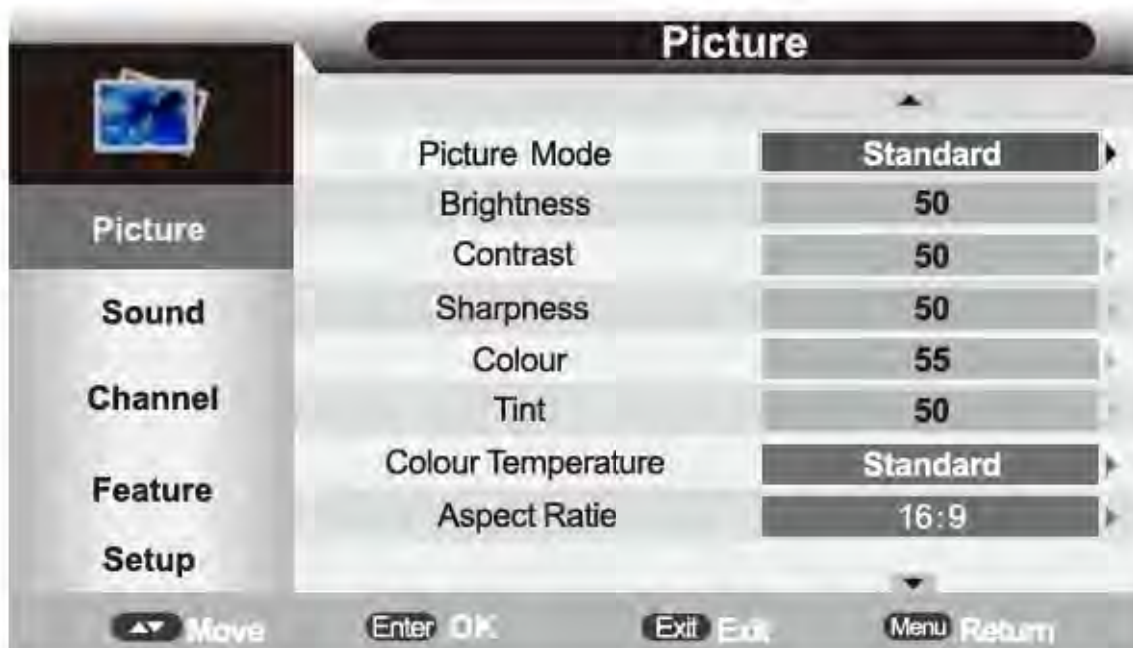 Picture
Picture
Sound
Channel
Feature
Setup
Picture Mode Standard
Brightness 50
Contrast 50
Sharpness 50
Colour 55
Tint 50
Colour Temperature Standard
Aspect Ratie 16:9
Move Enter OK Exit Exit Menu Return